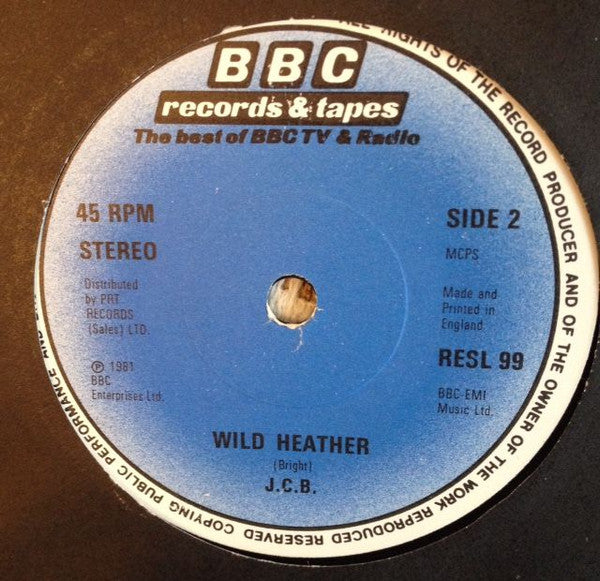 BBC
records & tapes
The best of BBC TV & Radio
45 RPM
STEREO
Distributed
by PRT
RECORDS
(Sales) LTD.
℗ 1981
BBC
Enterprises Ltd.
SIDE 2
MCPS
Made and
Printed in
England.
RESL 99
BBC-EMI
Music Ltd.
WILD HEATHER
(Bright)
J.C.B.
ALL RIGHTS OF THE RECORD PRODUCER AND OF THE OWNER OF THE WORK REPRODUCED RESERVED COPYING PUBLIC PERFORMANCE AND